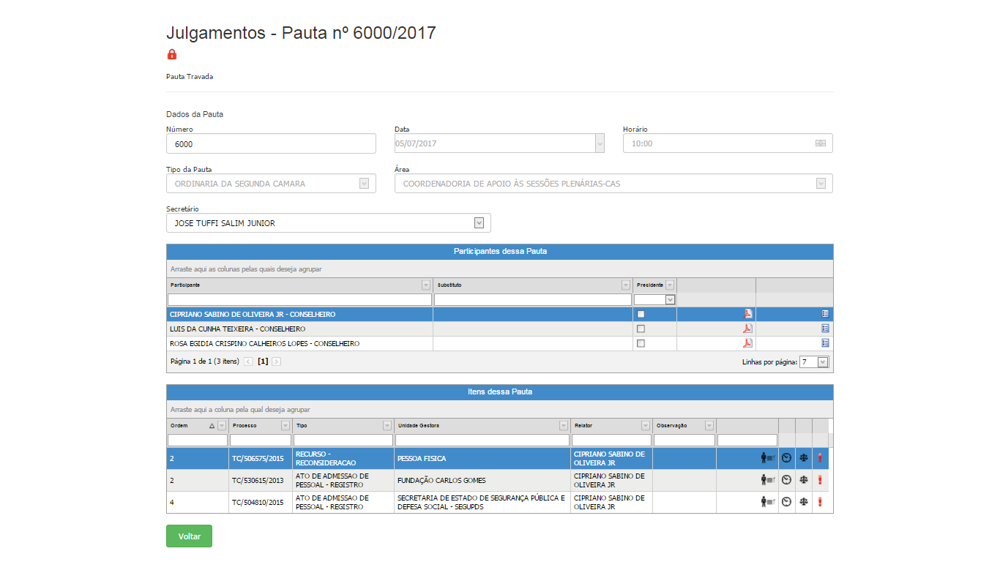 Julgamentos - Pauta nº 6000/2017
Pauta Travada
Dados da Pauta
Número Data Horário
6000 05/07/2017 10:00
Tipo da Pauta Área
ORDINARIA DA SEGUNDA CAMARA COORDENADORIA DE APOIO ÀS SESSÕES PLENÁRIAS-CAS
Secretário
JOSE TUFFI SALIM JUNIOR
Participantes dessa Pauta
Arraste aqui as colunas pelas quais deseja agrupar
Participante Substituto Presidente
CIPRIANO SABINO DE OLIVEIRA JR - CONSELHEIRO
LUIS DA CUNHA TEIXEIRA - CONSELHEIRO
ROSA EGIDIA CRISPINO CALHEIROS LOPES - CONSELHEIRO
Página 1 de 1 (3 itens) [1] Linhas por página: 7
Itens dessa Pauta
Arraste aqui a coluna pela qual deseja agrupar
Ordem Processo Tipo Unidade Gestora Relator Observação
2 TC/506575/2015 RECURSO - RECONSIDERACAO PESSOA FISICA CIPRIANO SABINO DE OLIVEIRA JR
2 TC/530615/2013 ATO DE ADMISSAO DE PESSOAL - REGISTRO FUNDAÇÃO CARLOS GOMES CIPRIANO SABINO DE OLIVEIRA JR
4 TC/504810/2015 ATO DE ADMISSAO DE PESSOAL - REGISTRO SECRETARIA DE ESTADO DE SEGURANÇA PÚBLICA E DEFESA SOCIAL - SEGUPDS CIPRIANO SABINO DE OLIVEIRA JR
Voltar